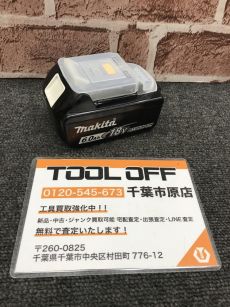 makita
6.0Ah 18V
TOOL OFF
0120-545-673 千葉市原店
工具買取強化中!!
新品・中古・ジャンク買取可能 宅配査定・出張査定・LINE査定
無料で査定いたします!
〒260-0825
千葉県千葉市中央区村田町 776-12